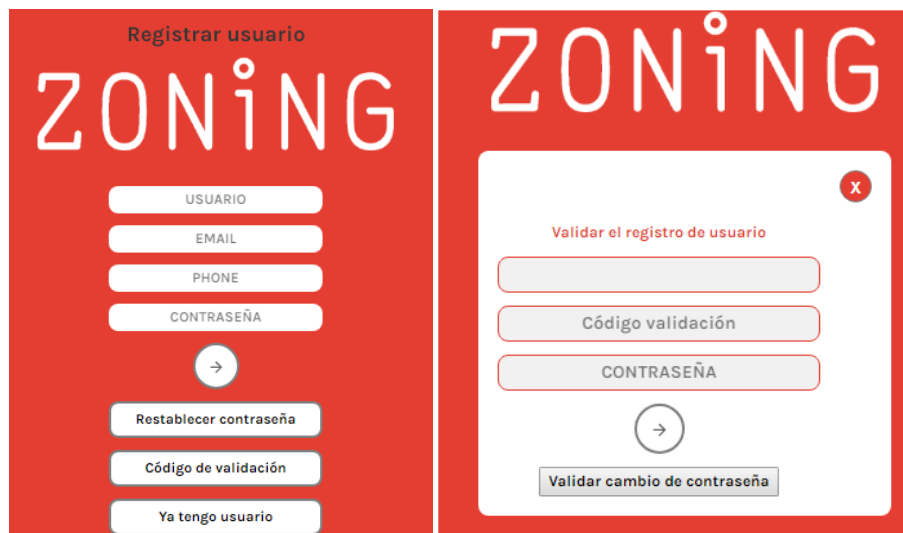 Registrar usuario
ZONiNG
USUARIO
EMAIL
PHONE
CONTRASEÑA
→
Restablecer contraseña
Código de validación
Ya tengo usuario
ZONiNG
X
Validar el registro de usuario
Código validación
CONTRASEÑA
→
Validar cambio de contraseña